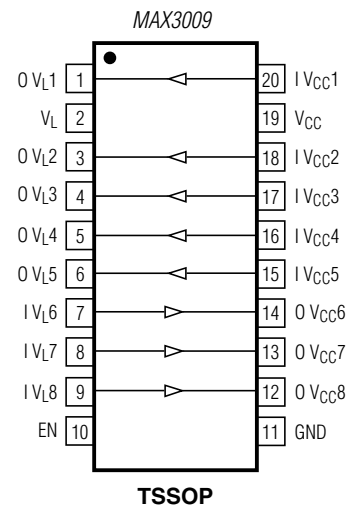 MAX3009
O VL1 1 20 I VCC1
VL 2 19 VCC
O VL2 3 18 I VCC2
O VL3 4 17 I VCC3
O VL4 5 16 I VCC4
O VL5 6 15 I VCC5
I VL6 7 14 O VCC6
I VL7 8 13 O VCC7
I VL8 9 12 O VCC8
EN 10 11 GND
TSSOP